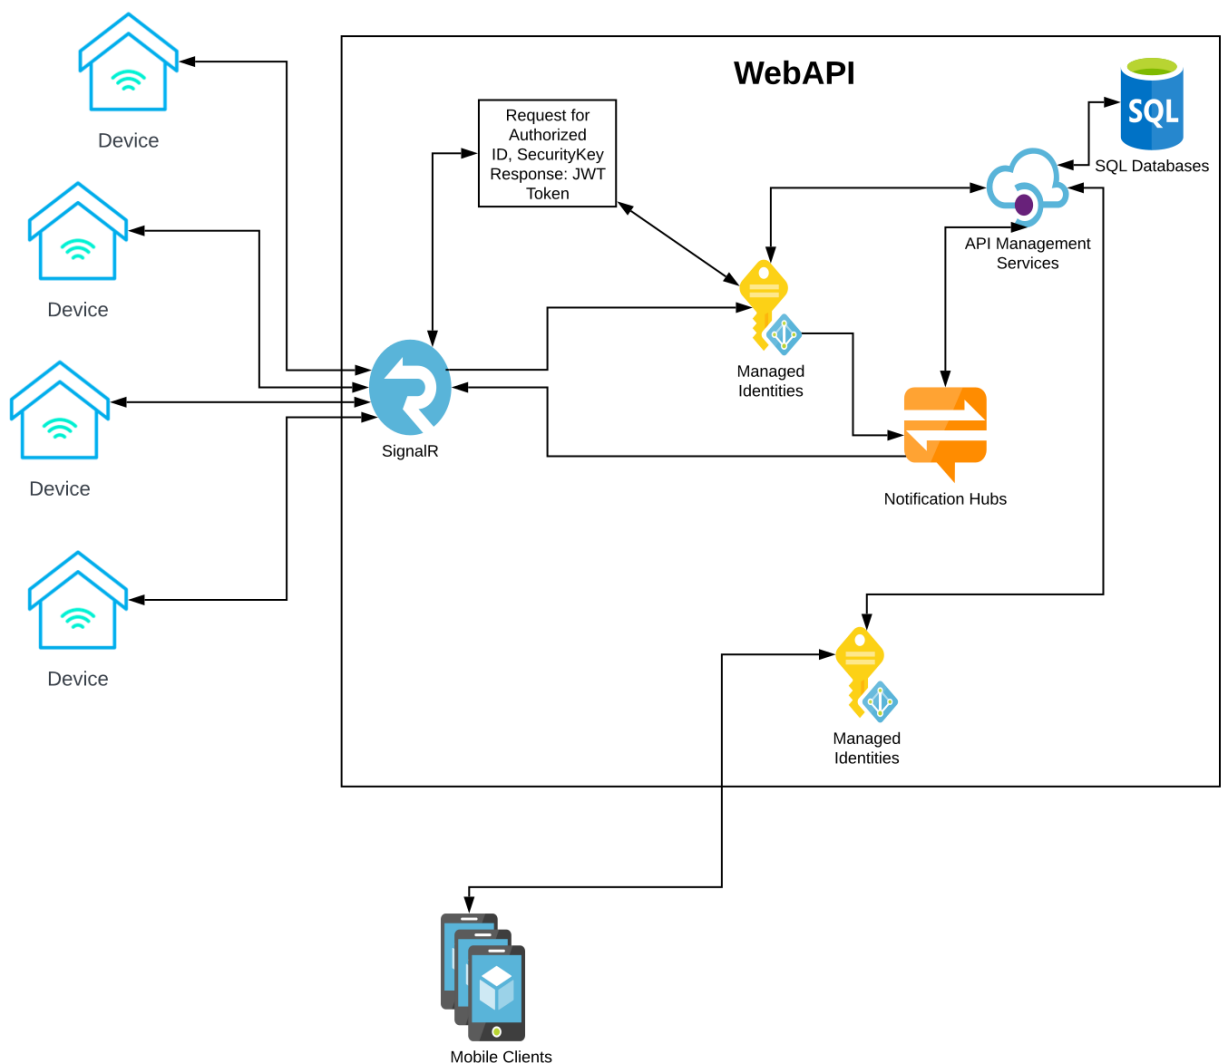 WebAPI
Device
Request for
Authorized
ID, SecurityKey
Response: JWT
Token
SQL
SQL Databases
API Management
Services
Device
Managed
Identities
SignalR
Device
Notification Hubs
Device
Managed
Identities
Mobile Clients